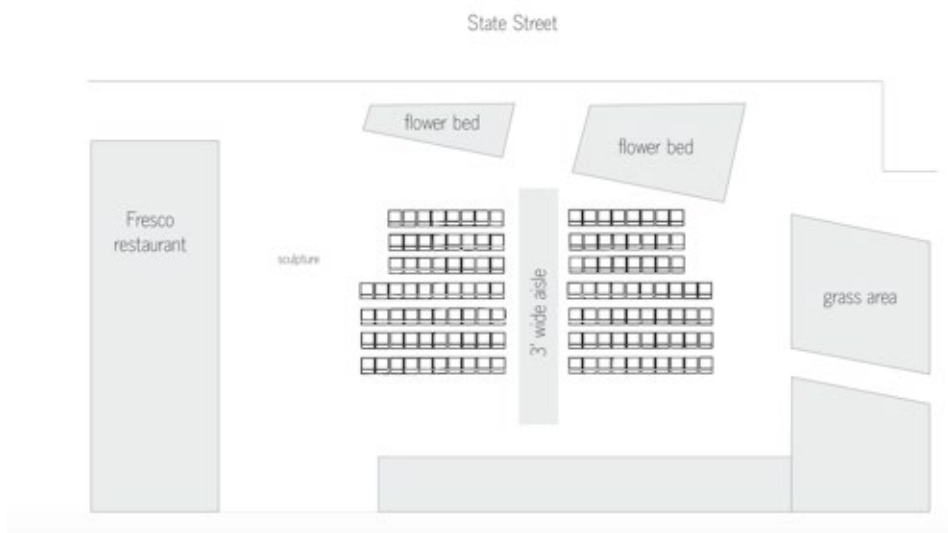 State Street
flower bed
flower bed
Fresco
restaurant
sculpture
3' wide aisle
grass area